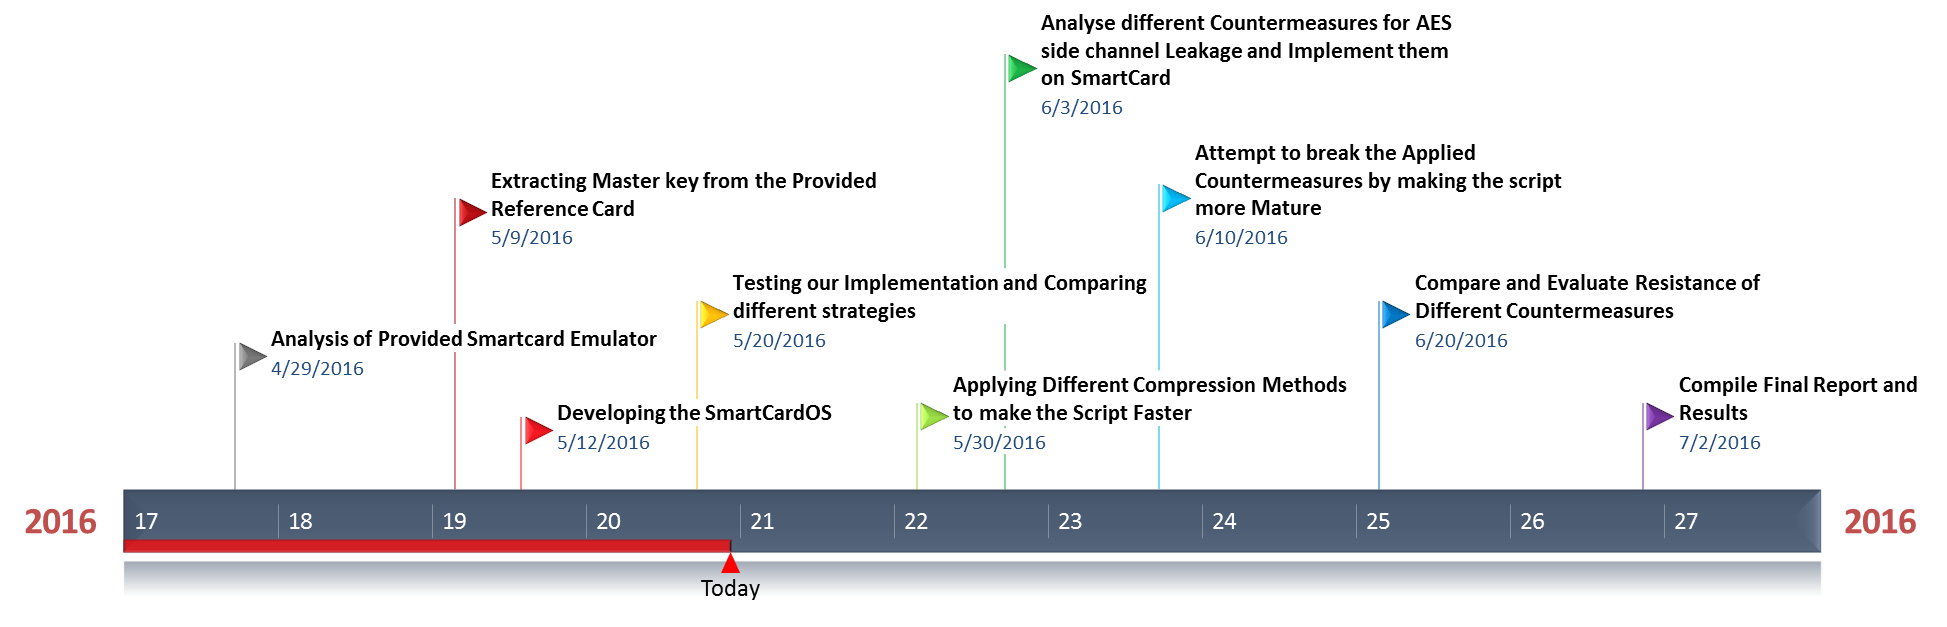 Analyse different Countermeasures for AES
side channel Leakage and Implement them
on SmartCard
6/3/2016
Attempt to break the Applied
Countermeasures by making the script
more Mature
6/10/2016
Extracting Master key from the Provided
Reference Card
5/9/2016
Testing our Implementation and Comparing
different strategies
5/20/2016
Compare and Evaluate Resistance of
Different Countermeasures
6/20/2016
Analysis of Provided Smartcard Emulator
4/29/2016
Applying Different Compression Methods
to make the Script Faster
5/30/2016
Compile Final Report and
Results
7/2/2016
Developing the SmartCardOS
5/12/2016
2016 17 18 19 20 21 22 23 24 25 26 27 2016
Today